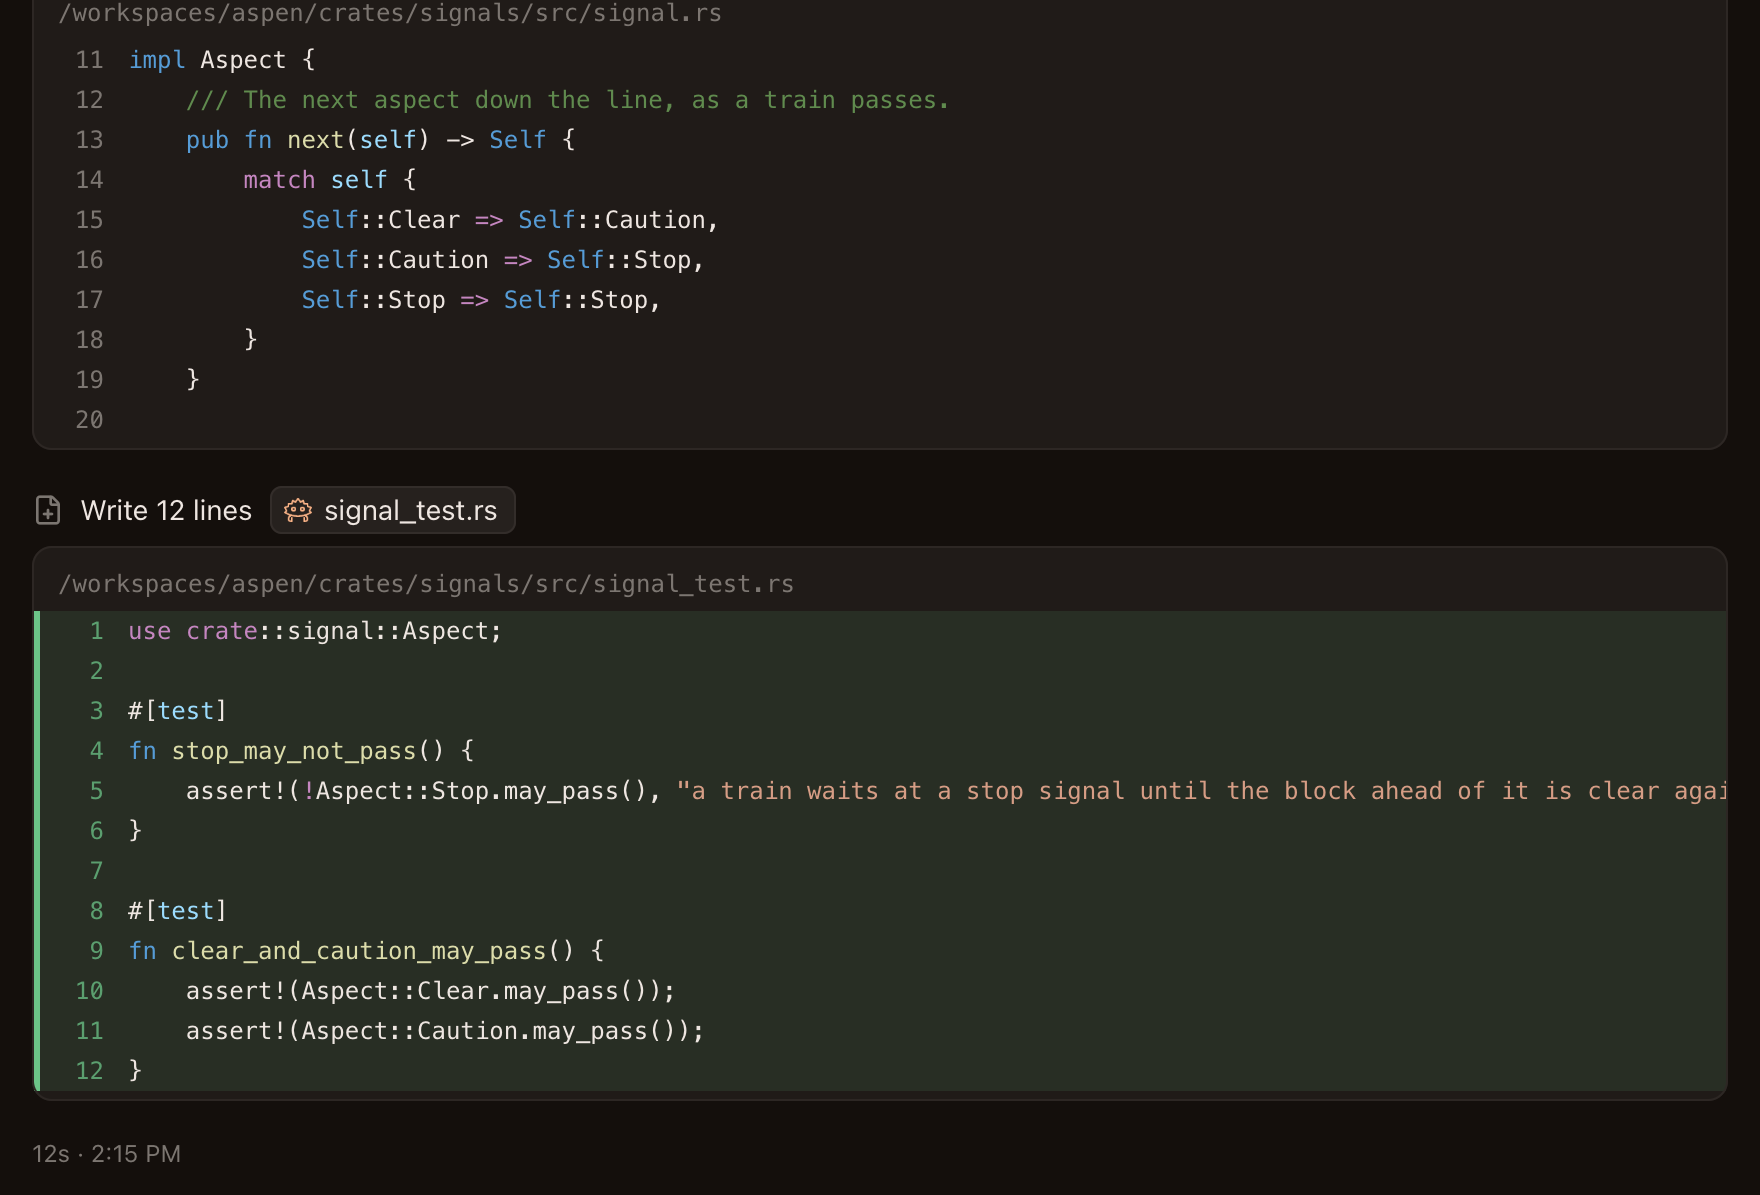 /workspaces/aspen/crates/signals/src/signal.rs
11 impl Aspect {
12     /// The next aspect down the line, as a train passes.
13     pub fn next(self) -> Self {
14         match self {
15             Self::Clear => Self::Caution,
16             Self::Caution => Self::Stop,
17             Self::Stop => Self::Stop,
18         }
19     }
20
Write 12 lines signal_test.rs
/workspaces/aspen/crates/signals/src/signal_test.rs
1 use crate::signal::Aspect;
2
3 #[test]
4 fn stop_may_not_pass() {
5     assert!(!Aspect::Stop.may_pass(), "a train waits at a stop signal until the block ahead of it is clear agai
6 }
7
8 #[test]
9 fn clear_and_caution_may_pass() {
10     assert!(Aspect::Clear.may_pass());
11     assert!(Aspect::Caution.may_pass());
12 }
12s · 2:15 PM